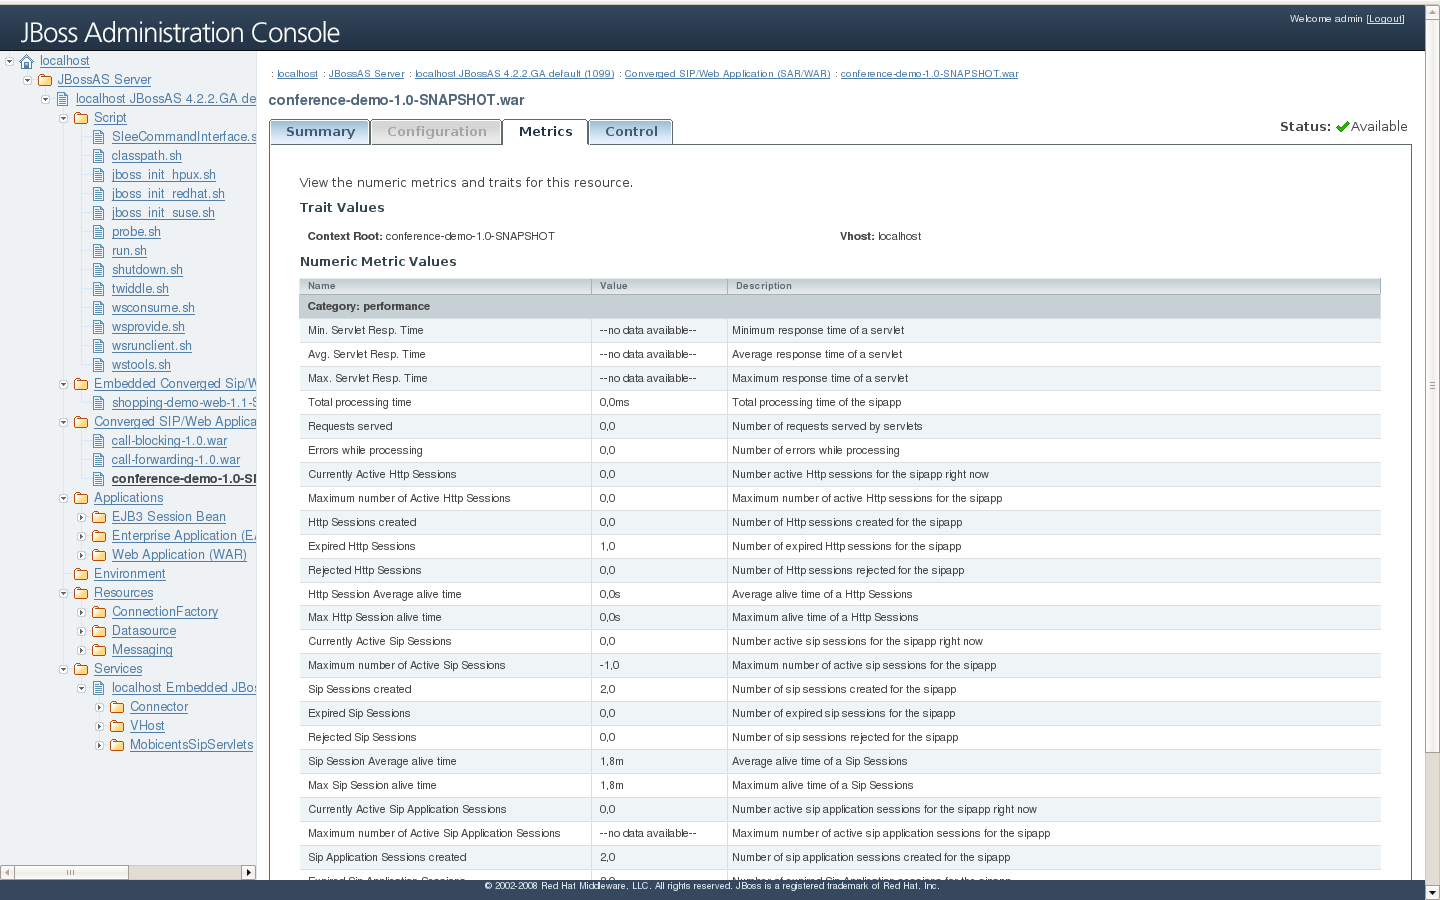 JBoss Administration Console
Welcome admin [Logout]
localhost
JBossAS Server
localhost JBossAS 4.2.2.GA de
Script
SleeCommandInterface.s
classpath.sh
jboss_init_hpux.sh
jboss_init_redhat.sh
jboss_init_suse.sh
probe.sh
run.sh
shutdown.sh
twiddle.sh
wsconsume.sh
wsprovide.sh
wsrunclient.sh
wstools.sh
Embedded Converged Sip/W
shopping-demo-web-1.1-S
Converged SIP/Web Applica
call-blocking-1.0.war
call-forwarding-1.0.war
conference-demo-1.0-SI
Applications
EJB3 Session Bean
Enterprise Application (EA
Web Application (WAR)
Environment
Resources
ConnectionFactory
Datasource
Messaging
Services
localhost Embedded JBos
Connector
VHost
MobicentsSipServlets
: localhost : JBossAS Server : localhost JBossAS 4.2.2.GA default (1099) : Converged SIP/Web Application (SAR/WAR) : conference-demo-1.0-SNAPSHOT.war
conference-demo-1.0-SNAPSHOT.war
Summary Configuration Metrics Control
Status: Available
View the numeric metrics and traits for this resource.
Trait Values
Context Root: conference-demo-1.0-SNAPSHOT Vhost: localhost
Numeric Metric Values
Name Value Description
Category: performance
Min. Servlet Resp. Time --no data available-- Minimum response time of a servlet
Avg. Servlet Resp. Time --no data available-- Average response time of a servlet
Max. Servlet Resp. Time --no data available-- Maximum response time of a servlet
Total processing time 0,0ms Total processing time of the sipapp
Requests served 0,0 Number of requests served by servlets
Errors while processing 0,0 Number of errors while processing
Currently Active Http Sessions 0,0 Number active Http sessions for the sipapp right now
Maximum number of Active Http Sessions 0,0 Maximum number of active Http sessions for the sipapp
Http Sessions created 0,0 Number of Http sessions created for the sipapp
Expired Http Sessions 1,0 Number of expired Http sessions for the sipapp
Rejected Http Sessions 0,0 Number of Http sessions rejected for the sipapp
Http Session Average alive time 0,0s Average alive time of a Http Sessions
Max Http Session alive time 0,0s Maximum alive time of a Http Sessions
Currently Active Sip Sessions 0,0 Number active sip sessions for the sipapp right now
Maximum number of Active Sip Sessions -1,0 Maximum number of active sip sessions for the sipapp
Sip Sessions created 2,0 Number of sip sessions created for the sipapp
Expired Sip Sessions 0,0 Number of expired sip sessions for the sipapp
Rejected Sip Sessions 0,0 Number of sip sessions rejected for the sipapp
Sip Session Average alive time 1,8m Average alive time of a Sip Sessions
Max Sip Session alive time 1,8m Maximum alive time of a Sip Sessions
Currently Active Sip Application Sessions 0,0 Number active sip application sessions for the sipapp right now
Maximum number of Active Sip Application Sessions --no data available-- Maximum number of active sip application sessions for the sipapp
Sip Application Sessions created 2,0 Number of sip application sessions created for the sipapp
© 2002-2008 Red Hat Middleware, LLC. All rights reserved. JBoss is a registered trademark of Red Hat, Inc.